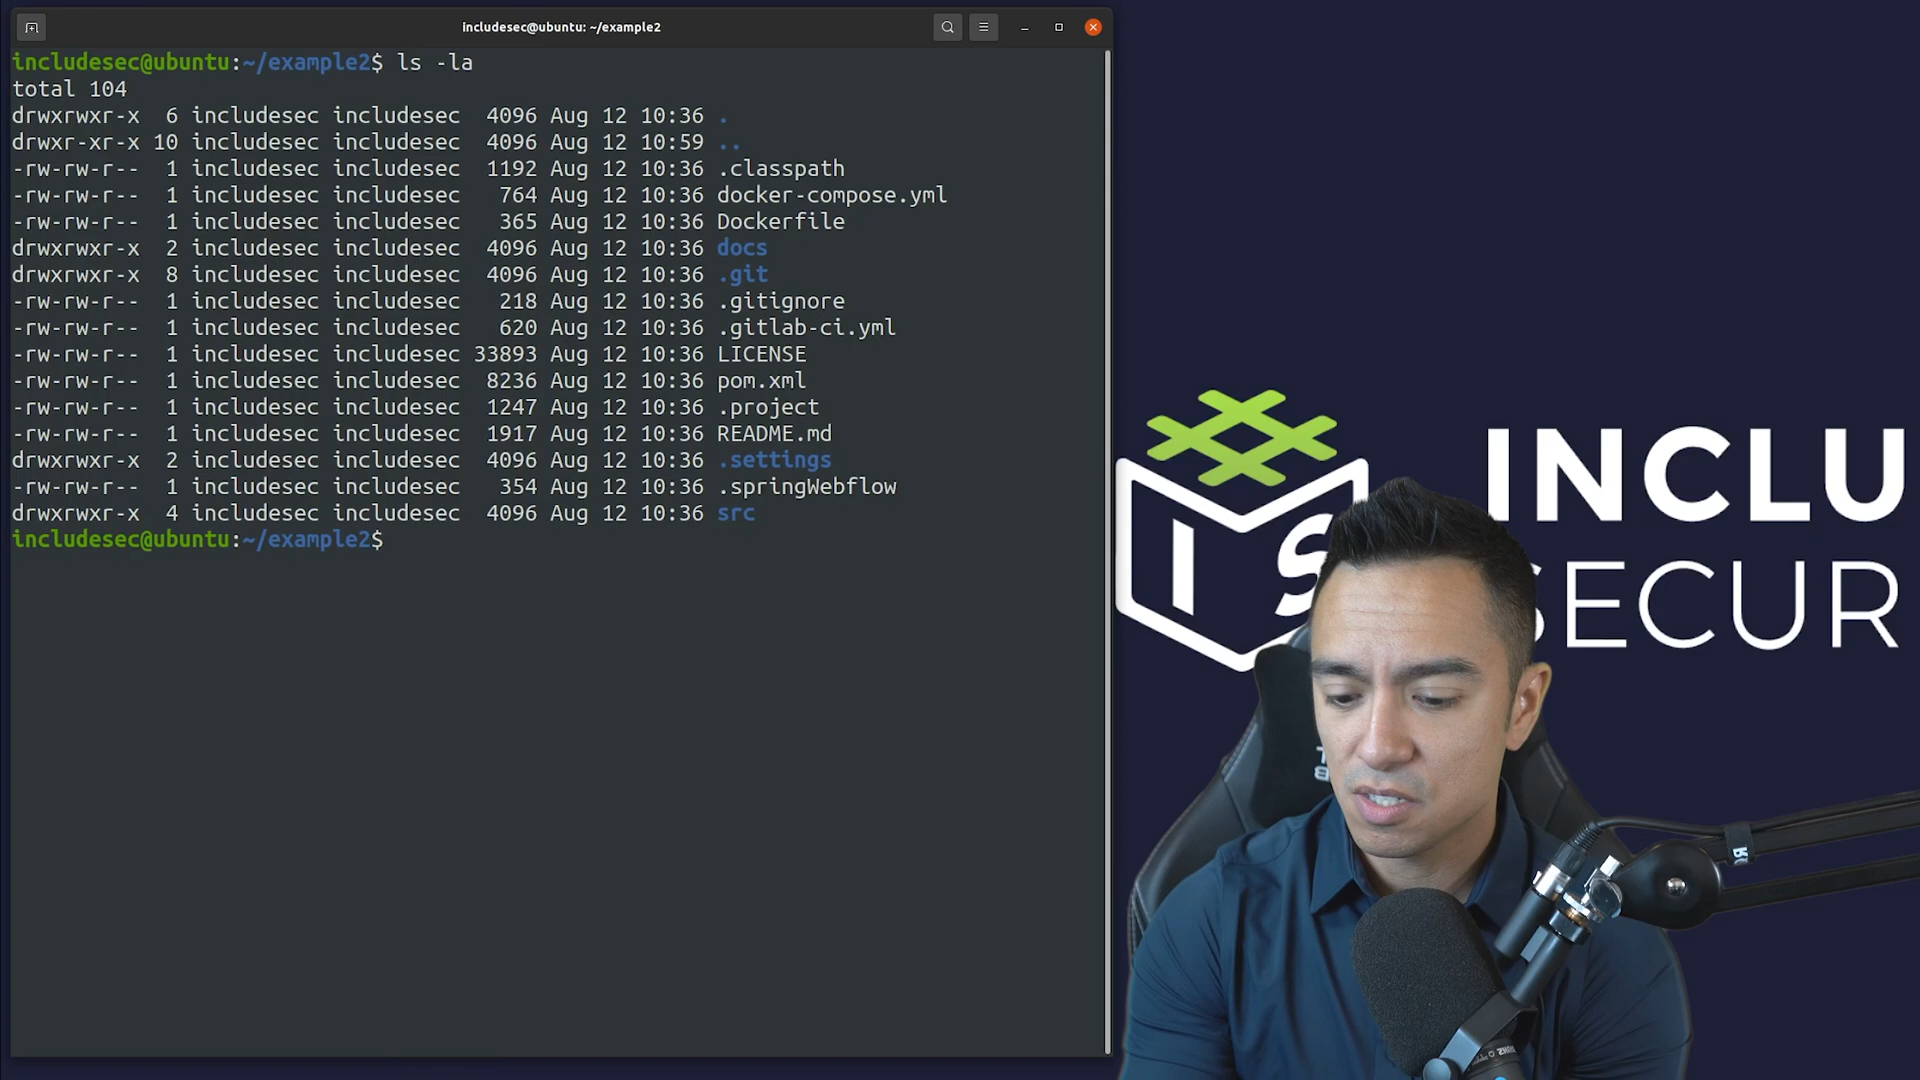 includesec@ubuntu: ~/example2
includesec@ubuntu:~/example2$ ls -la
total 104
drwxrwxr-x  6 includesec includesec  4096 Aug 12 10:36 .
drwxr-xr-x 10 includesec includesec  4096 Aug 12 10:59 ..
-rw-rw-r--  1 includesec includesec  1192 Aug 12 10:36 .classpath
-rw-rw-r--  1 includesec includesec   764 Aug 12 10:36 docker-compose.yml
-rw-rw-r--  1 includesec includesec   365 Aug 12 10:36 Dockerfile
drwxrwxr-x  2 includesec includesec  4096 Aug 12 10:36 docs
drwxrwxr-x  8 includesec includesec  4096 Aug 12 10:36 .git
-rw-rw-r--  1 includesec includesec   218 Aug 12 10:36 .gitignore
-rw-rw-r--  1 includesec includesec   620 Aug 12 10:36 .gitlab-ci.yml
-rw-rw-r--  1 includesec includesec 33893 Aug 12 10:36 LICENSE
-rw-rw-r--  1 includesec includesec  8236 Aug 12 10:36 pom.xml
-rw-rw-r--  1 includesec includesec  1247 Aug 12 10:36 .project
-rw-rw-r--  1 includesec includesec  1917 Aug 12 10:36 README.md
drwxrwxr-x  2 includesec includesec  4096 Aug 12 10:36 .settings
-rw-rw-r--  1 includesec includesec   354 Aug 12 10:36 .springWebflow
drwxrwxr-x  4 includesec includesec  4096 Aug 12 10:36 src
includesec@ubuntu:~/example2$
IS
INCLU
SECUR